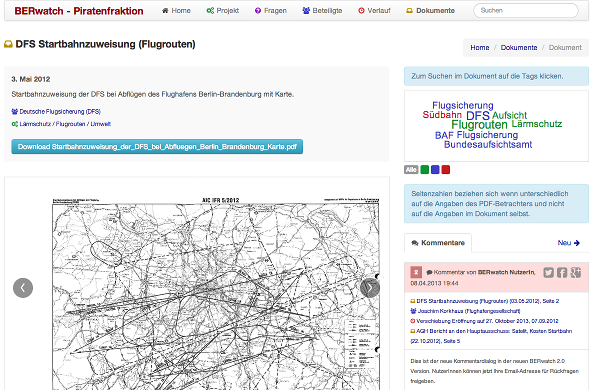 BERwatch - Piratenfraktion
Home
Projekt
Fragen
Beteiligte
Verlauf
Dokumente
Suchen
DFS Startbahnzuweisung (Flugrouten)
Home / Dokumente / Dokument
3. Mai 2012
Startbahnzuweisung der DFS bei Abflügen des Flughafens Berlin-Brandenburg mit Karte.
Deutsche Flugsicherung (DFS)
Lärmschutz / Flugrouten / Umwelt
Download Startbahnzuweisung_der_DFS_bei_Abfluegen_Berlin_Brandenburg_Karte.pdf
AIC IFR 5/2012
Zum Suchen im Dokument auf die Tags klicken.
Flugsicherung
Südbahn DFS Aufsicht
Flugrouten Lärmschutz
BAF Flugsicherung
Bundesaufsichtsamt
Alle
Seitenzahlen beziehen sich wenn unterschiedlich
auf die Angaben des PDF-Betrachters und nicht
auf die Angaben im Dokument selbst.
Kommentare
Neu
Kommentar von BERwatch NutzerIn,
08.04.2013 19:44
DFS Startbahnzuweisung (Flugrouten) (03.05.2012), Seite 2
Joachim Korkhaus (Flughafengesellschaft)
Verschiebung Eröffnung auf 27. Oktober 2013, 07.09.2012
AGH Bericht an den Hauptausschuss: Satellit, Kosten Startbahn
(22.10.2012), Seite 5
Dies ist der neue Kommentardialog in der neuen BERwatch 2.0
Version. NutzerInnen können jetzt ihre Email-Adresse für Rückfragen
freigeben.